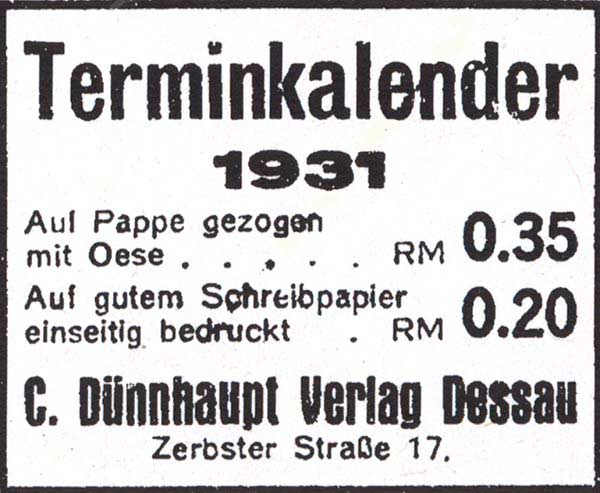 Terminkalender
1931
Auf Pappe gezogen
mit Oese . . . . . RM 0.35
Auf gutem Schreibpapier
einseitig bedruckt . RM 0.20
C. Dünnhaupt Verlag Dessau
Zerbster Straße 17.